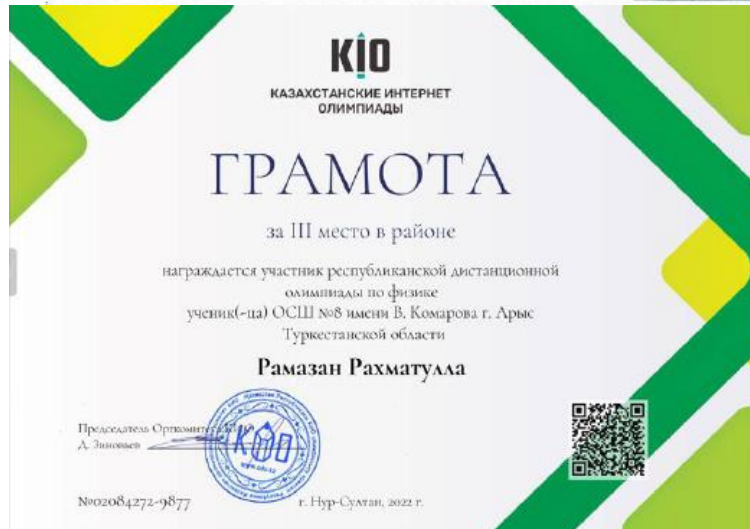 KIO
КАЗАХСТАНСКИЕ ИНТЕРНЕТ
ОЛИМПИАДЫ
ГРАМОТА
за III место в районе
награждается участник республиканской дистанционной
олимпиады по физике
ученик(-ца) ОСШ №8 имени В. Комарова г. Арыс
Туркестанской области
Рамазан Рахматулла
Председатель Оргкомитета
Д. Зиновьев
КИО
№02084272-9877
г. Нур-Султан, 2022 г.